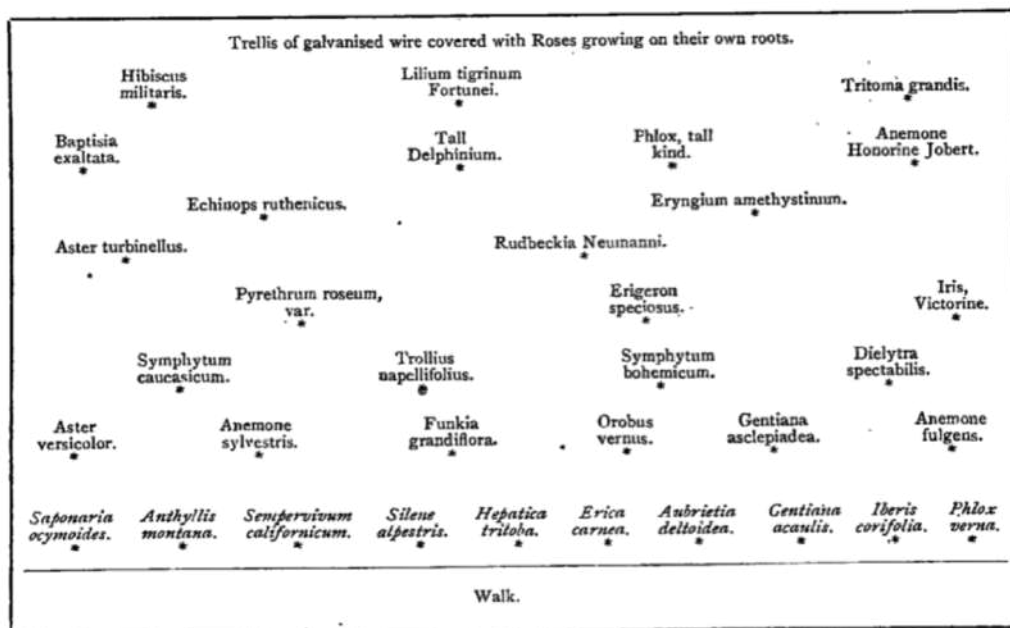 Trellis of galvanised wire covered with Roses growing on their own roots.
Hibiscus
militaris.
Lilium tigrinum
Fortunei.
Tritoma grandis.
Baptisia
exaltata.
Tall
Delphinium.
Phlox, tall
kind.
Anemone
Honorine Jobert.
Echinops ruthenicus.
Eryngium amethystinum.
Aster turbinellus.
Rudbeckia Neumanni.
Pyrethrum roseum,
var.
Erigeron
speciosus.
Iris,
Victorine.
Symphytum
caucasicum.
Trollius
napellifolius.
Symphytum
bohemicum.
Dielytra
spectabilis.
Aster
versicolor.
Anemone
sylvestris.
Funkia
grandiflora.
Orobus
vernus.
Gentiana
asclepiadea.
Anemone
fulgens.
Saponaria
ocymoides.
Anthyllis
montana.
Sempervivum
californicum.
Silene
alpestris.
Hepatica
triloba.
Erica
carnea.
Aubrietia
deltoidea.
Gentiana
acaulis.
Iberis
corifolia.
Phlox
verna.
Walk.